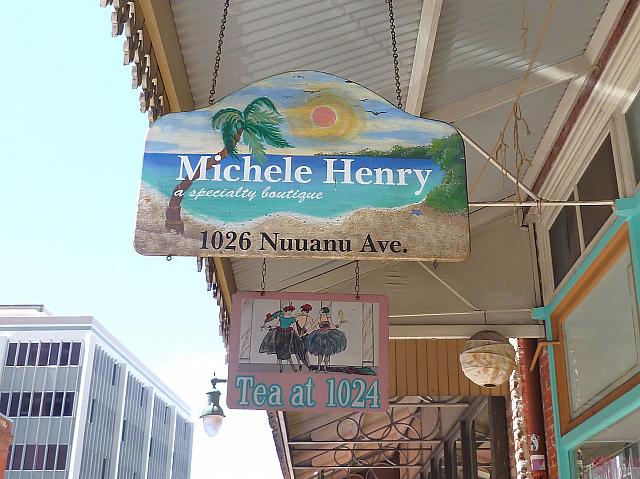 Michele Henry
a specialty boutique
1026 Nuuanu Ave.
Tea at 1024